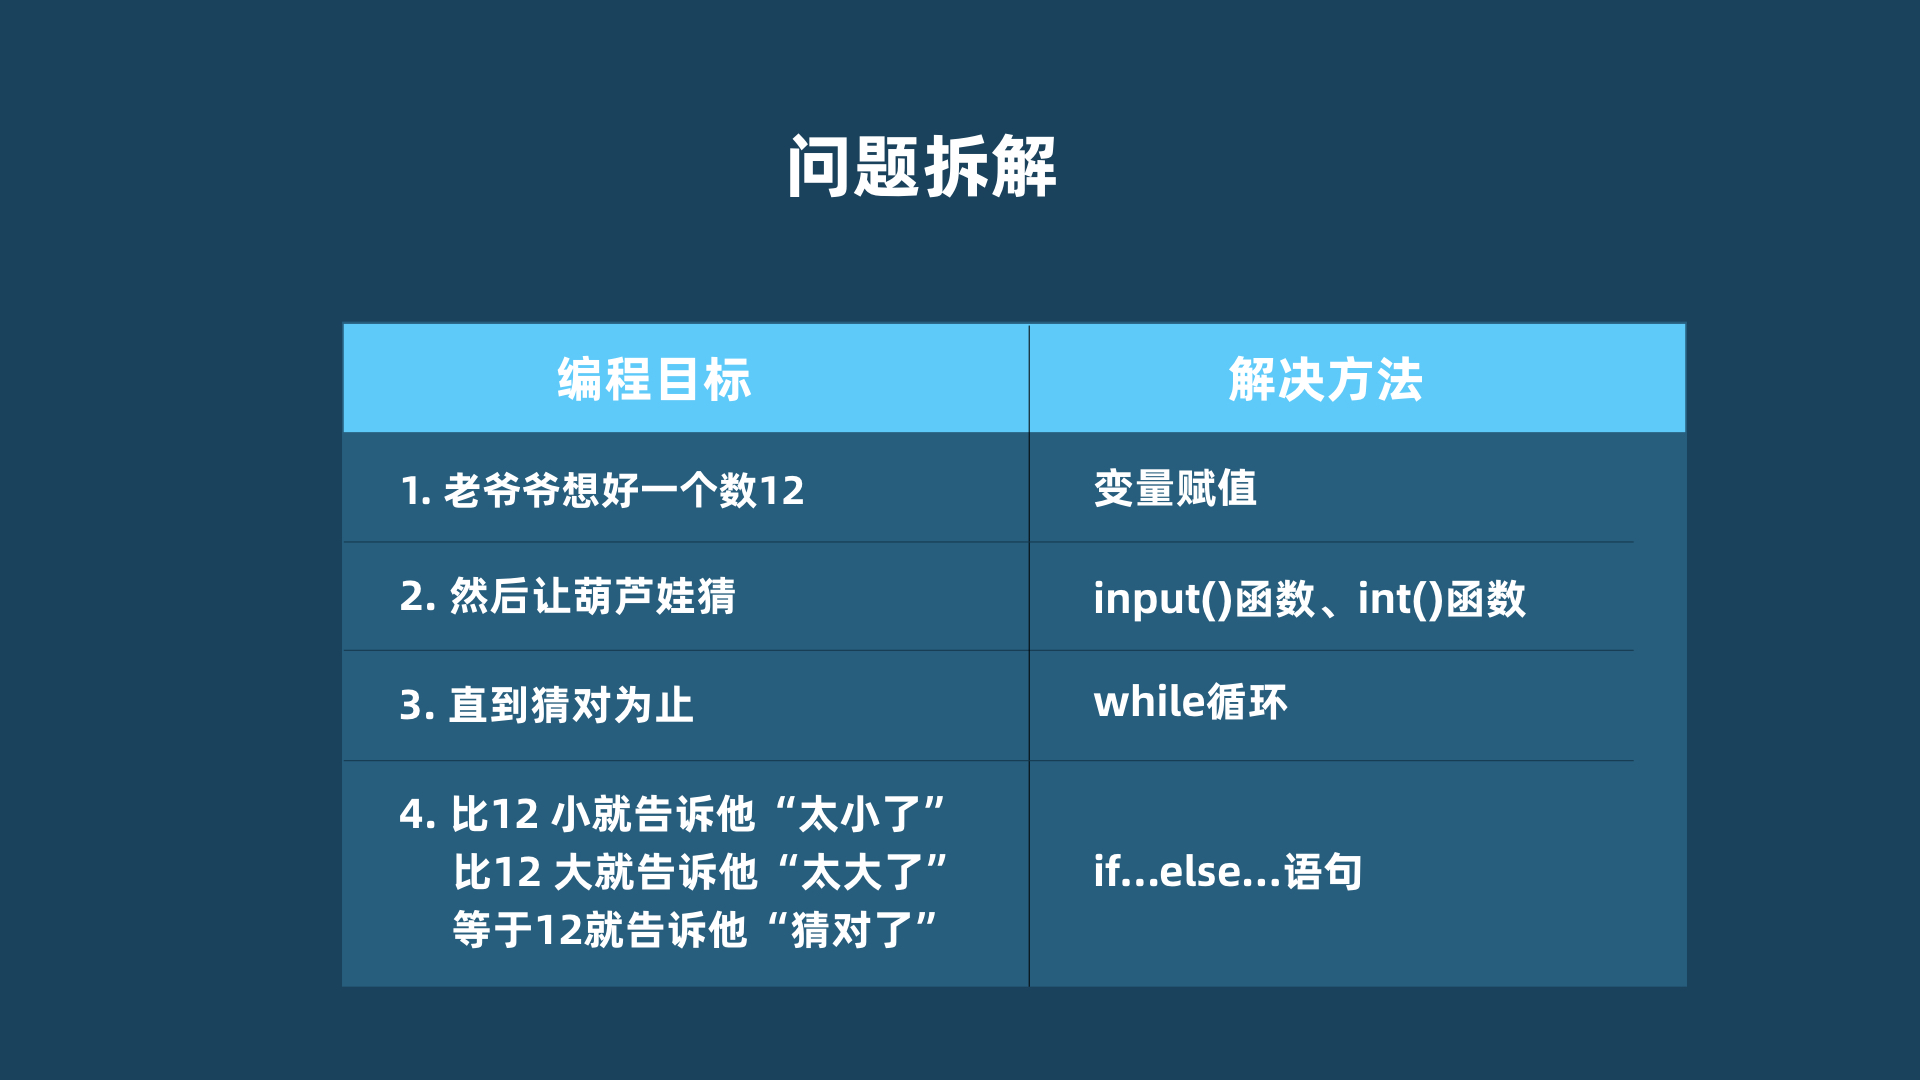 问题拆解
编程目标
解决方法
1. 老爷爷想好一个数12
变量赋值
2. 然后让葫芦娃猜
input()函数、int()函数
3. 直到猜对为止
while循环
4. 比12 小就告诉他“太小了”
比12 大就告诉他“太大了”
等于12就告诉他“猜对了”
if...else...语句